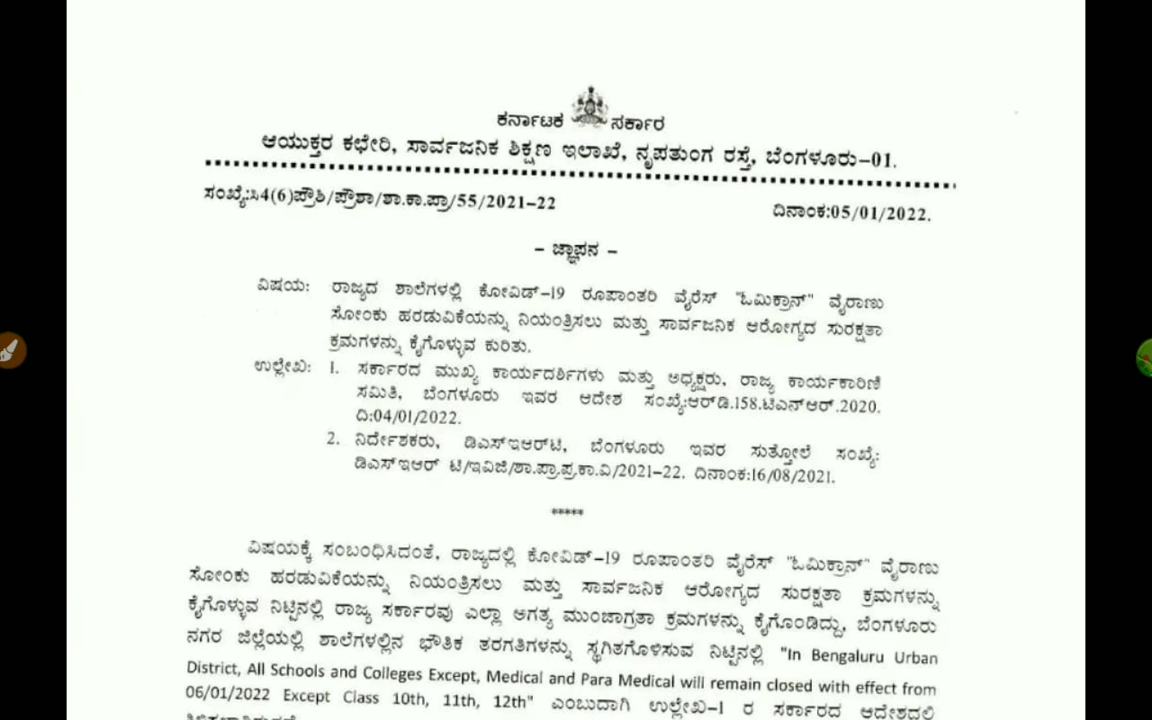 ಕರ್ನಾಟಕ ಸರ್ಕಾರ
ಆಯುಕ್ತರ ಕಛೇರಿ, ಸಾರ್ವಜನಿಕ ಶಿಕ್ಷಣ ಇಲಾಖೆ, ನೃಪತುಂಗ ರಸ್ತೆ, ಬೆಂಗಳೂರು-01.
ಸಂಖ್ಯೆ:ಸಿ4(6)ಪ್ರೌಶಿ/ಪ್ರೌಶಾ/ಶಾ.ಕಾ.ಪ್ರಾ/55/2021-22 ದಿನಾಂಕ:05/01/2022.
- ಜ್ಞಾಪನ -
ವಿಷಯ: ರಾಜ್ಯದ ಶಾಲೆಗಳಲ್ಲಿ ಕೋವಿಡ್-19 ರೂಪಾಂತರಿ ವೈರೆಸ್ "ಓಮಿಕ್ರಾನ್" ವೈರಾಣು
ಸೋಂಕು ಹರಡುವಿಕೆಯನ್ನು ನಿಯಂತ್ರಿಸಲು ಮತ್ತು ಸಾರ್ವಜನಿಕ ಆರೋಗ್ಯದ ಸುರಕ್ಷತಾ
ಕ್ರಮಗಳನ್ನು ಕೈಗೊಳ್ಳುವ ಕುರಿತು.
ಉಲ್ಲೇಖ: 1. ಸರ್ಕಾರದ ಮುಖ್ಯ ಕಾರ್ಯದರ್ಶಿಗಳು ಮತ್ತು ಅಧ್ಯಕ್ಷರು, ರಾಜ್ಯ ಕಾರ್ಯಕಾರಿಣಿ
ಸಮಿತಿ, ಬೆಂಗಳೂರು ಇವರ ಆದೇಶ ಸಂಖ್ಯೆ:ಆರ್‌ಡಿ.158.ಟಿಎನ್‌ಆರ್.2020.
ದಿ:04/01/2022.
2. ನಿರ್ದೇಶಕರು, ಡಿಎಸ್‌ಇಆರ್‌ಟಿ, ಬೆಂಗಳೂರು ಇವರ ಸುತ್ತೋಲೆ ಸಂಖ್ಯೆ:
ಡಿಎಸ್‌ಇಆರ್ ಟಿ/ಇವಿಜಿ/ಶಾ.ಪ್ರಾ.ಪ್ರ.ಕಾ.ವಿ/2021-22. ದಿನಾಂಕ:16/08/2021.
*****
ವಿಷಯಕ್ಕೆ ಸಂಬಂಧಿಸಿದಂತೆ, ರಾಜ್ಯದಲ್ಲಿ ಕೋವಿಡ್-19 ರೂಪಾಂತರಿ ವೈರೆಸ್ "ಓಮಿಕ್ರಾನ್" ವೈರಾಣು
ಸೋಂಕು ಹರಡುವಿಕೆಯನ್ನು ನಿಯಂತ್ರಿಸಲು ಮತ್ತು ಸಾರ್ವಜನಿಕ ಆರೋಗ್ಯದ ಸುರಕ್ಷತಾ ಕ್ರಮಗಳನ್ನು
ಕೈಗೊಳ್ಳುವ ನಿಟ್ಟಿನಲ್ಲಿ ರಾಜ್ಯ ಸರ್ಕಾರವು ಎಲ್ಲಾ ಅಗತ್ಯ ಮುಂಜಾಗ್ರತಾ ಕ್ರಮಗಳನ್ನು ಕೈಗೊಂಡಿದ್ದು, ಬೆಂಗಳೂರು
ನಗರ ಜಿಲ್ಲೆಯಲ್ಲಿ ಶಾಲೆಗಳಲ್ಲಿನ ಭೌತಿಕ ತರಗತಿಗಳನ್ನು ಸ್ಥಗಿತಗೊಳಿಸುವ ನಿಟ್ಟಿನಲ್ಲಿ "In Bengaluru Urban
District, All Schools and Colleges Except, Medical and Para Medical will remain closed with effect from
06/01/2022 Except Class 10th, 11th, 12th" ಎಂಬುದಾಗಿ ಉಲ್ಲೇಖ-1 ರ ಸರ್ಕಾರದ ಆದೇಶದಲ್ಲಿ